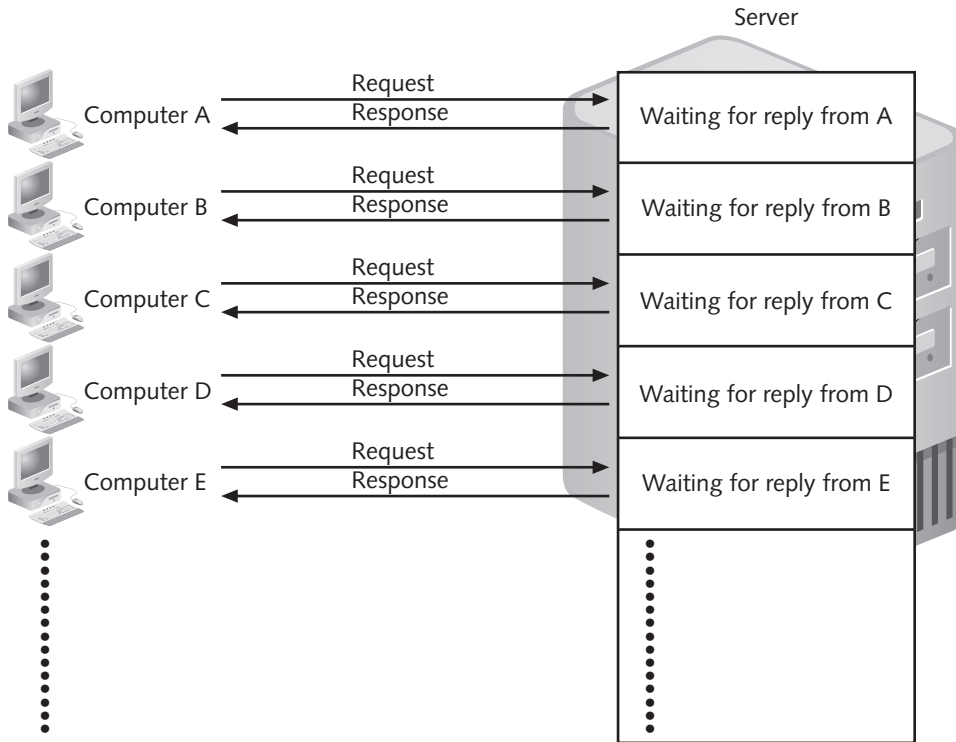 Server
Request
Computer A
Response
Waiting for reply from A
Request
Computer B
Response
Waiting for reply from B
Request
Computer C
Response
Waiting for reply from C
Request
Computer D
Response
Waiting for reply from D
Request
Computer E
Response
Waiting for reply from E